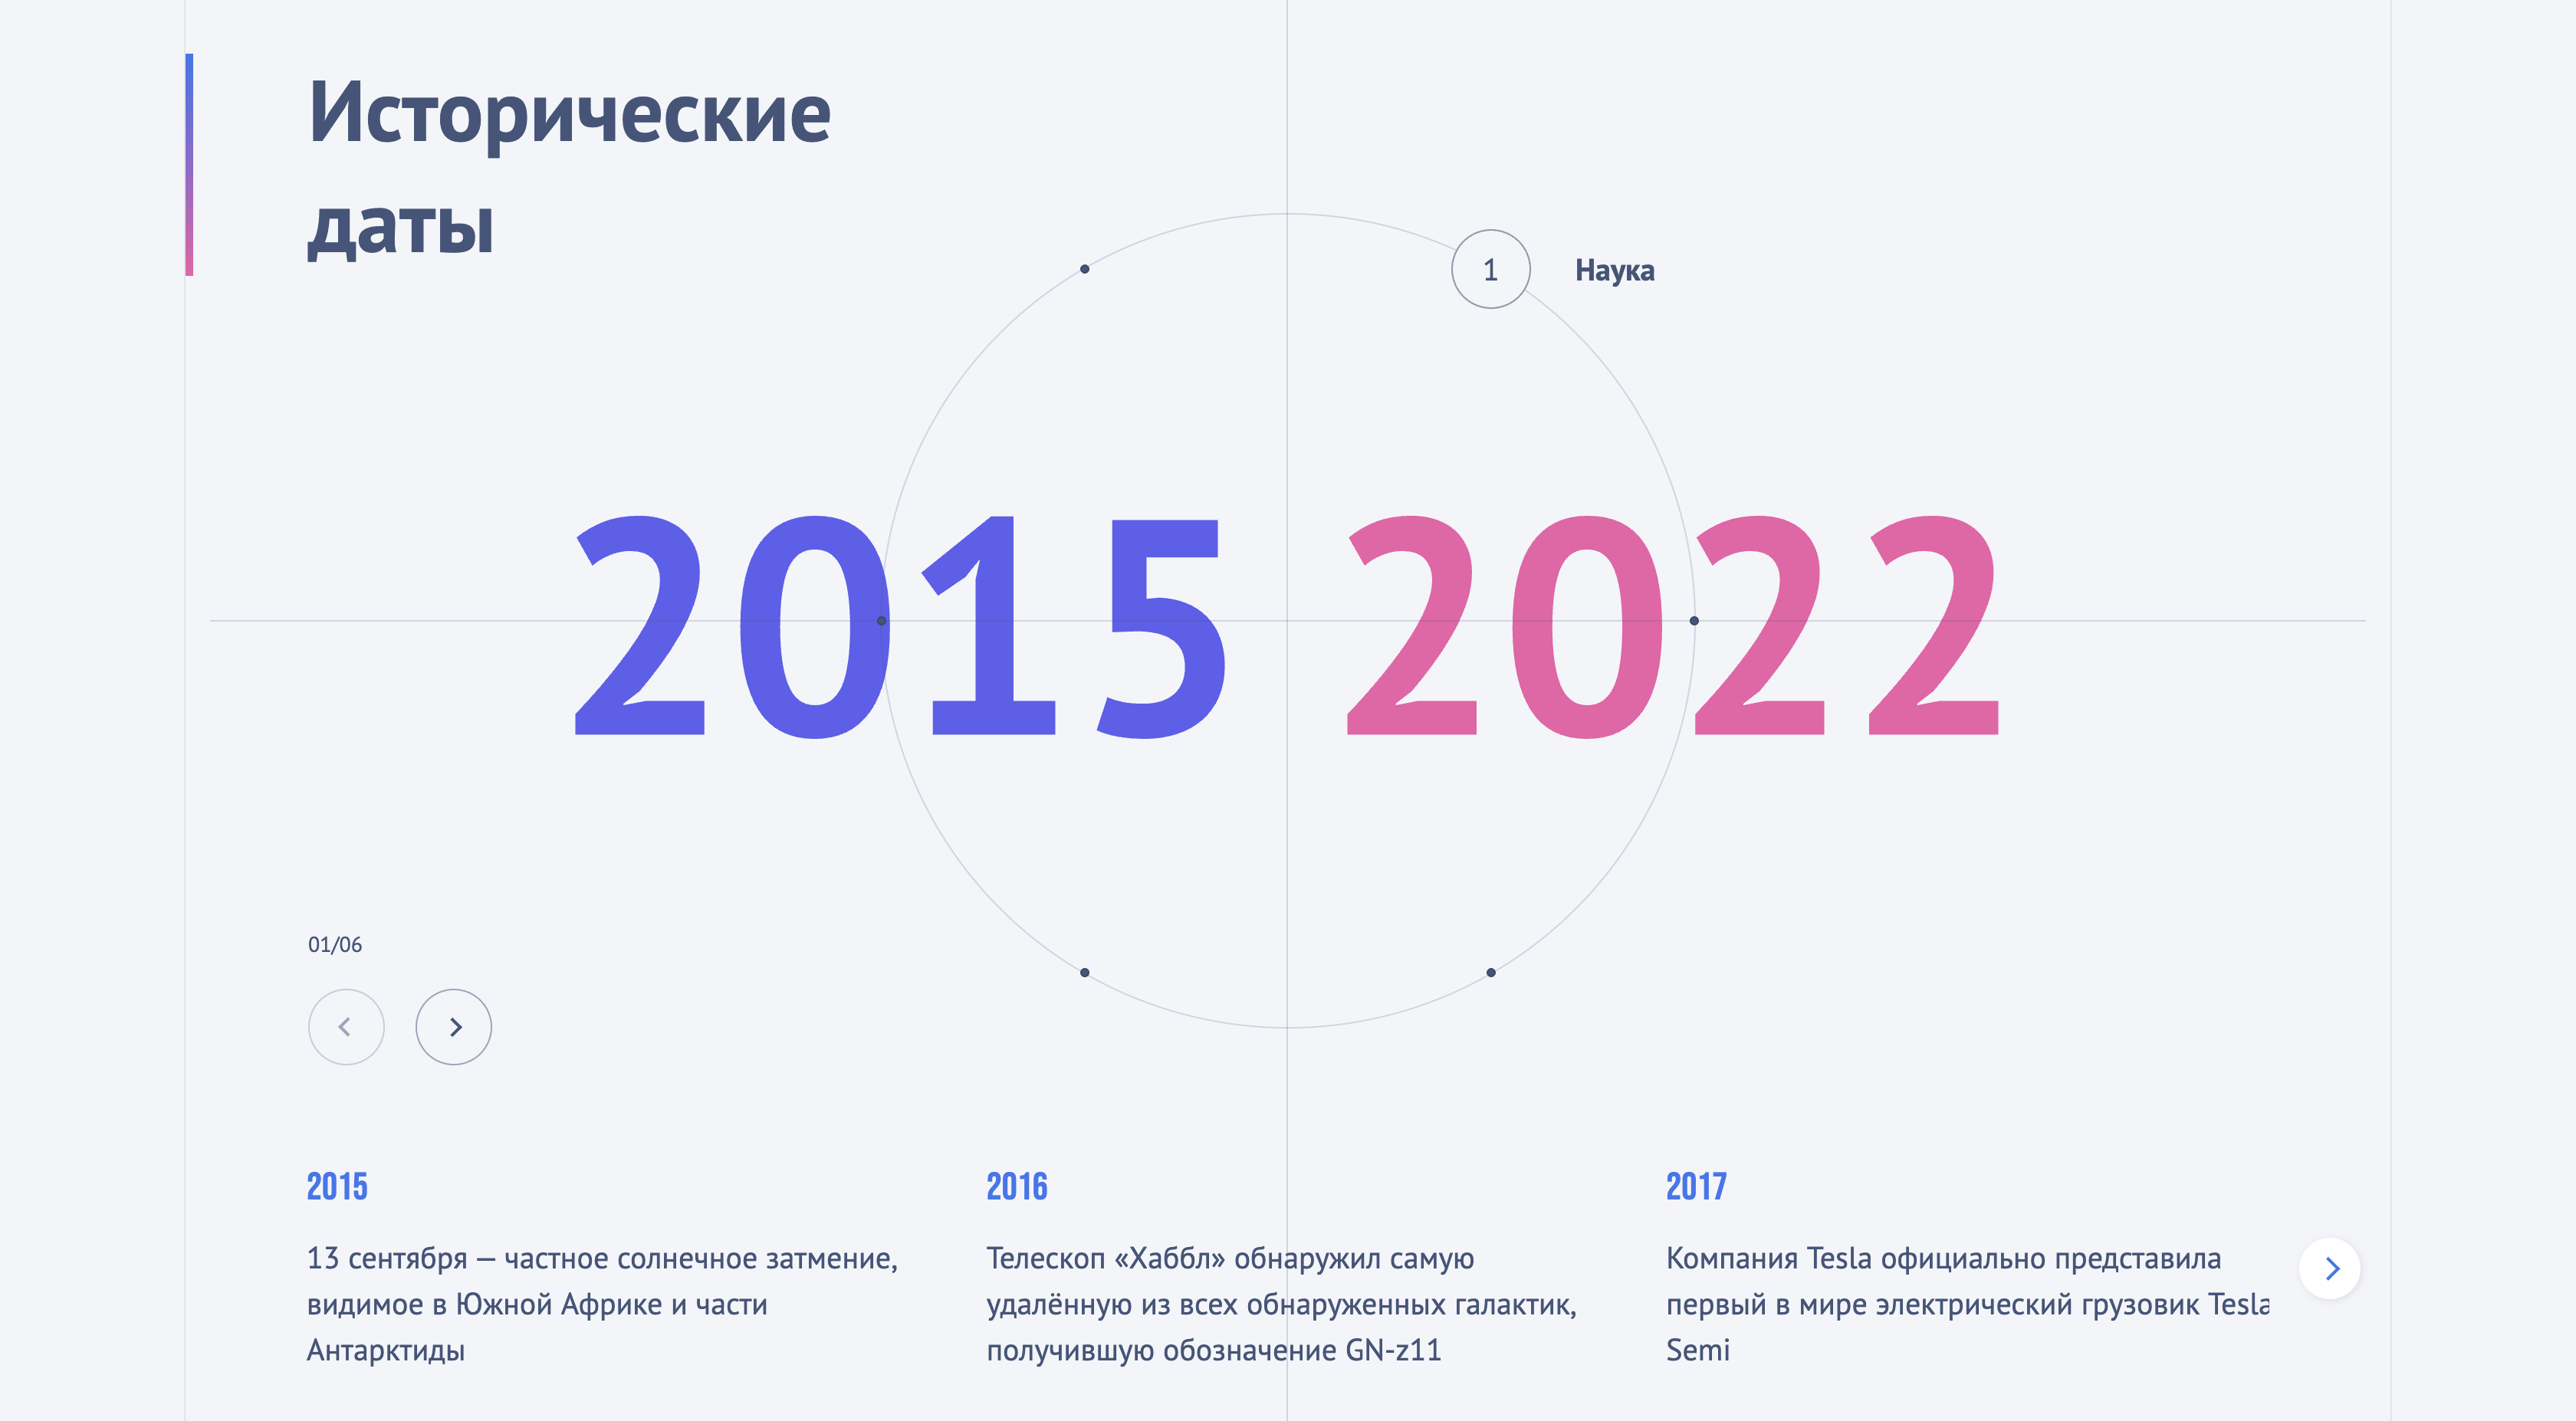 Исторические
даты
1 Наука
2015 2022
01/06
2015
13 сентября — частное солнечное затмение,
видимое в Южной Африке и части
Антарктиды
2016
Телескоп «Хаббл» обнаружил самую
удалённую из всех обнаруженных галактик,
получившую обозначение GN-z11
2017
Компания Tesla официально представила
первый в мире электрический грузовик Tesla
Semi